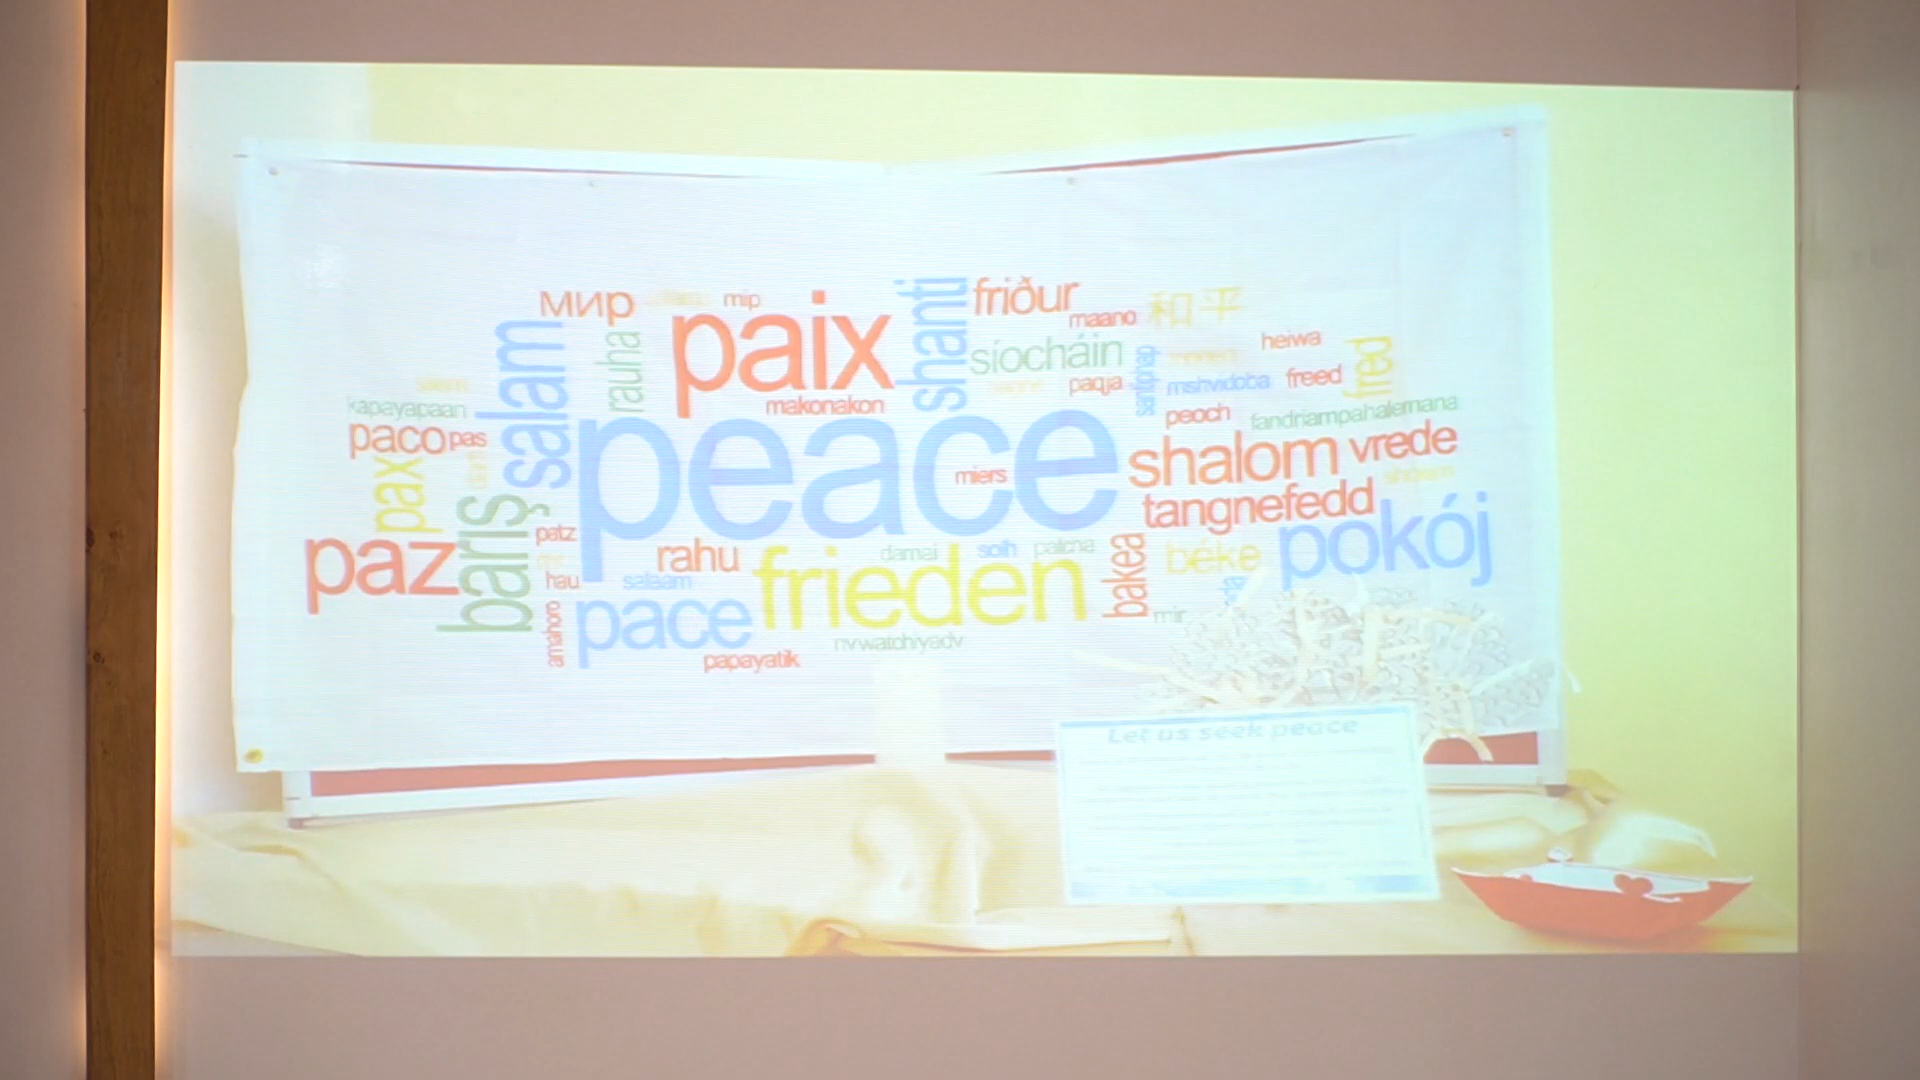 мир
mip
paix
shanti
friður
maano
和平
salam
rauha
síocháin
heiwa
fred
makonakon
paqja
mshvidoba
freed
kapayapaan
peace
peoch
fandriampahalemana
paco
pas
miers
shalom
vrede
pax
barış
tangnefedd
paz
patz
rahu
frieden
damai
soih
bakea
béke
pokój
hau
salaam
amahoro
pace
mir
papayatik
Let us seek peace